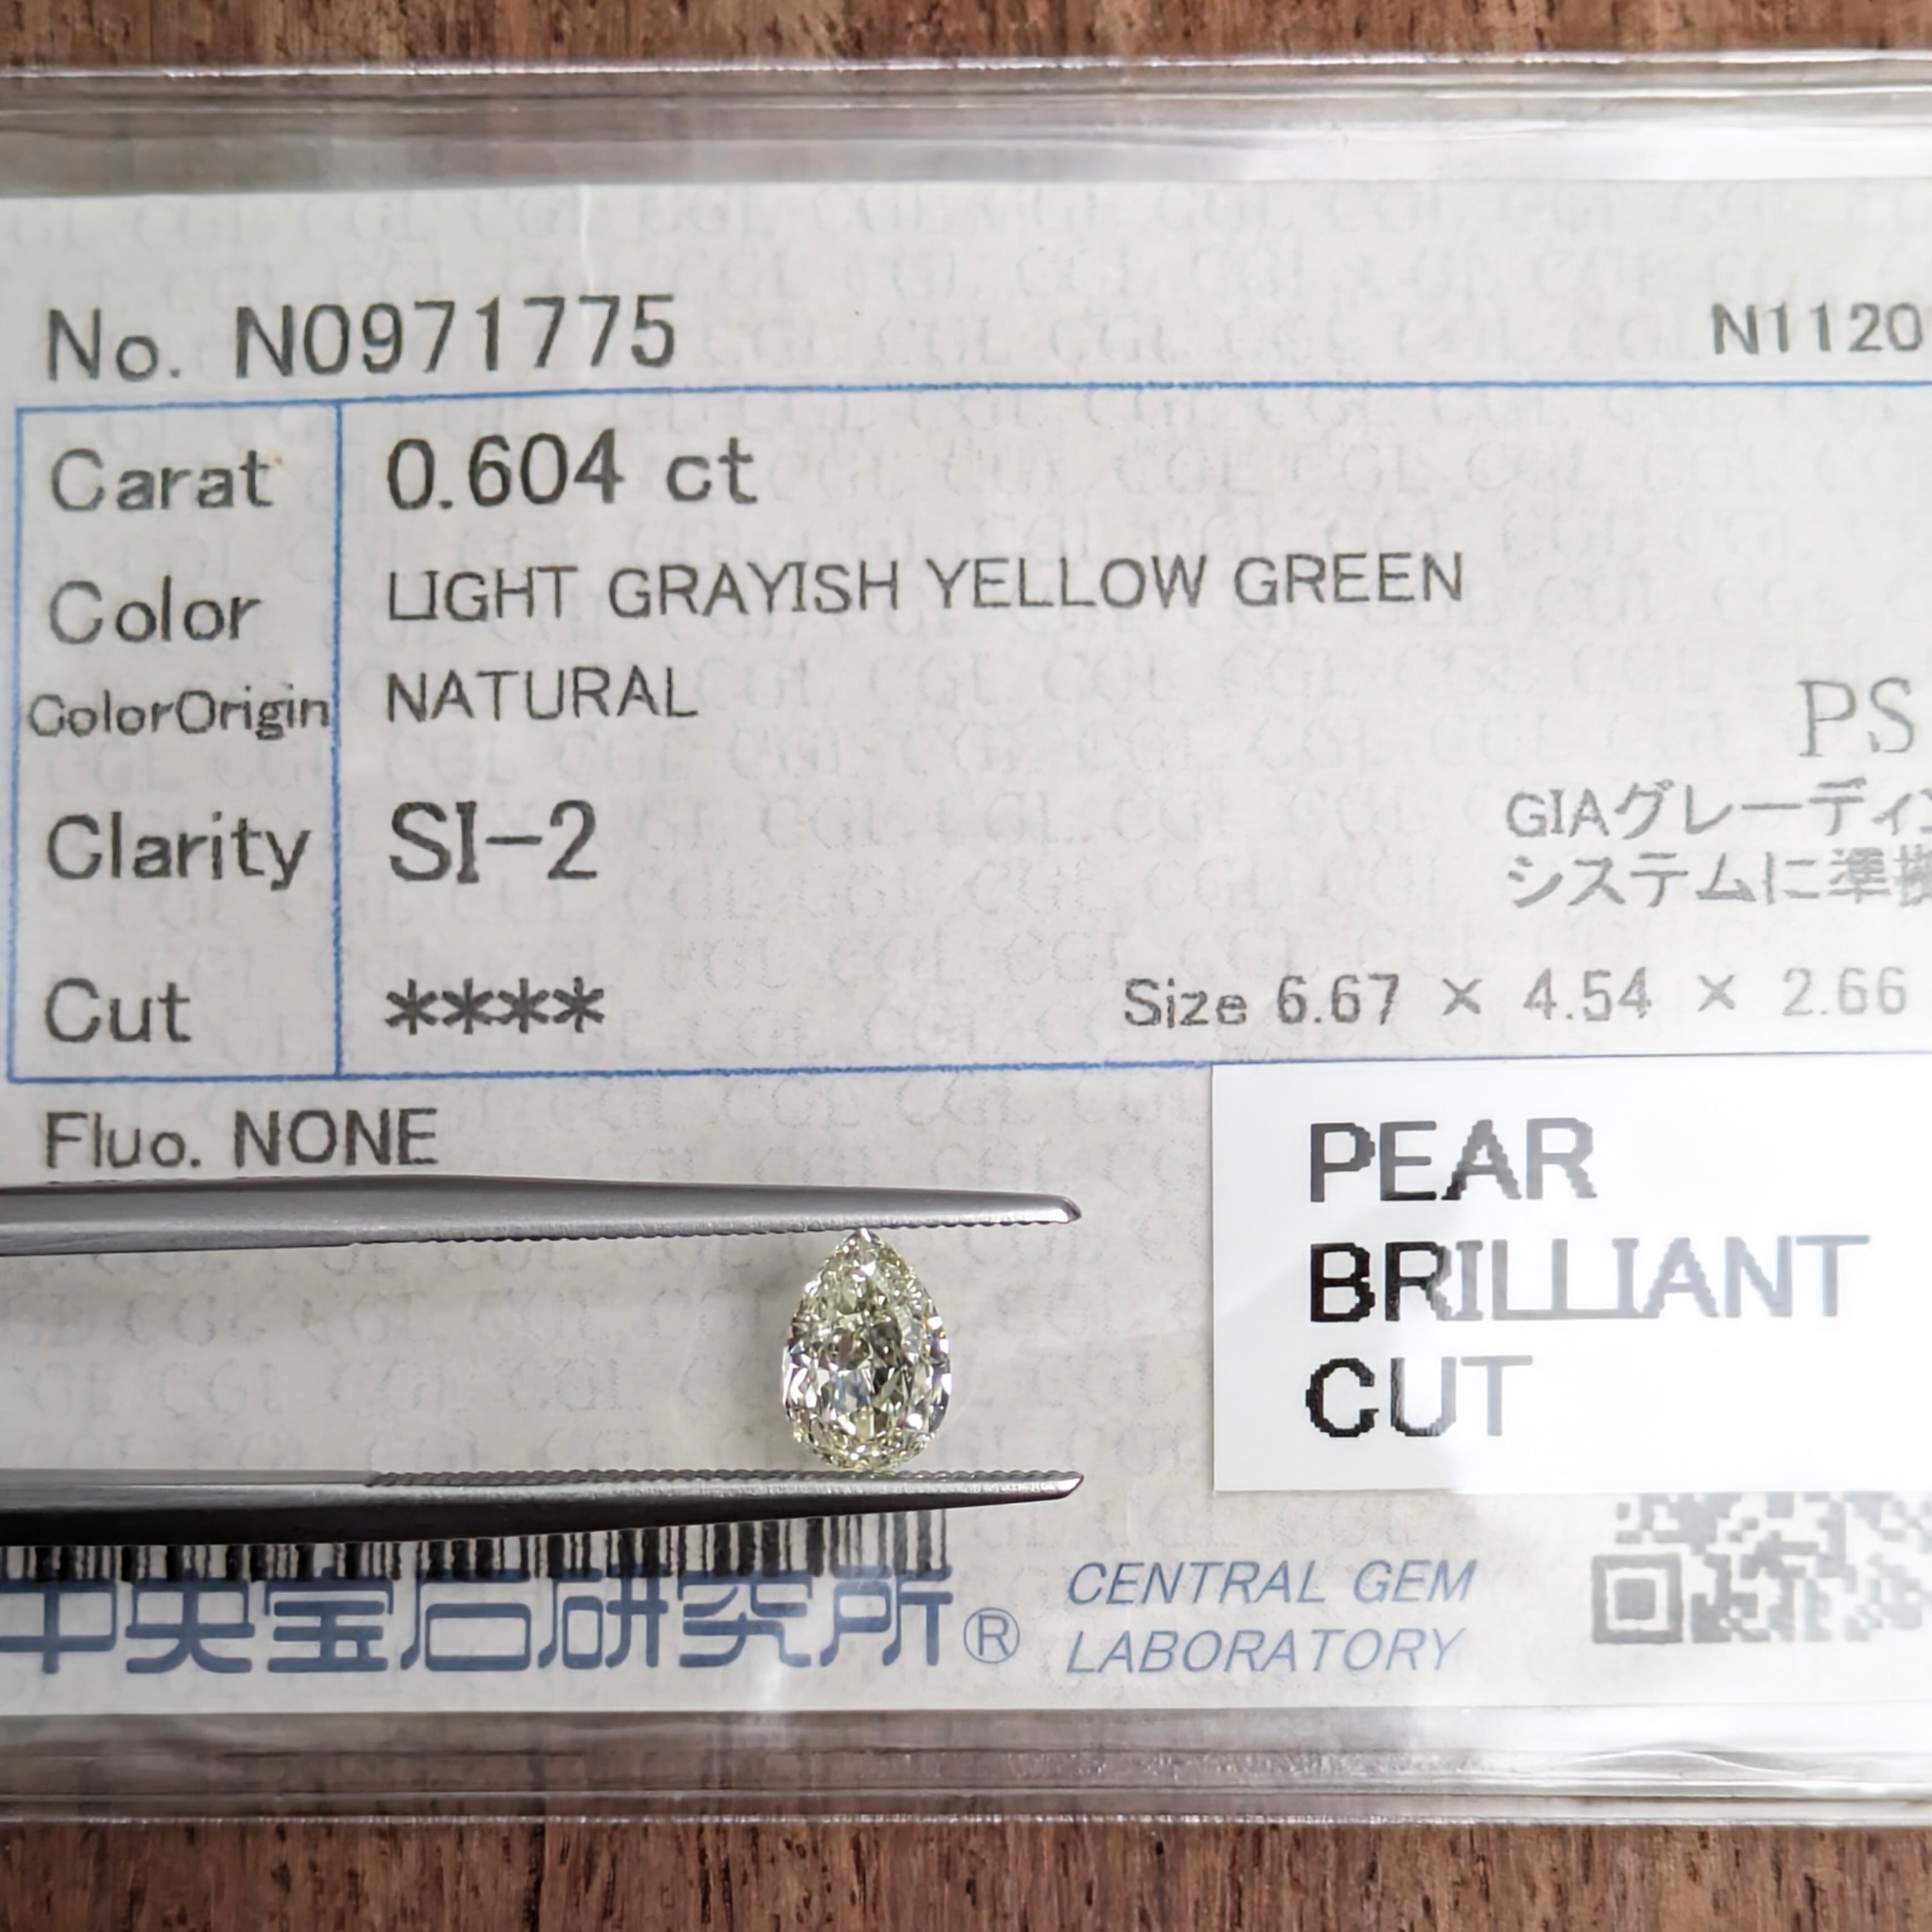 No. N0971775 N1120
Carat 0.604 ct
Color LIGHT GRAYISH YELLOW GREEN
ColorOrigin NATURAL
PS
Clarity SI-2
GIAグレーディン
システムに準拠
Cut **** Size 6.67 × 4.54 × 2.66
Fluo. NONE
PEAR
BRILLIANT
CUT
中央宝石研究所® CENTRAL GEM
LABORATORY